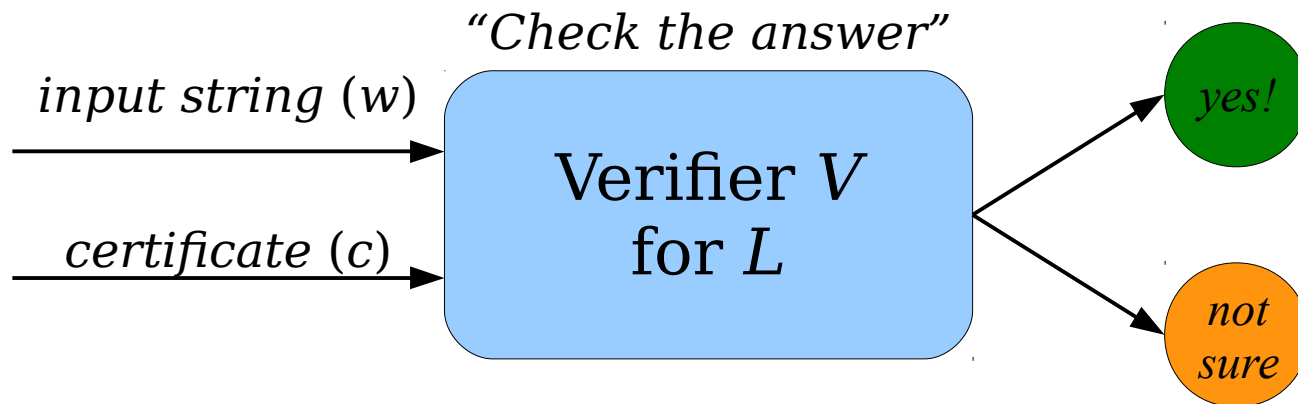 “Check the answer”
input string (w)
certificate (c)
Verifier V
for L
yes!
not
sure